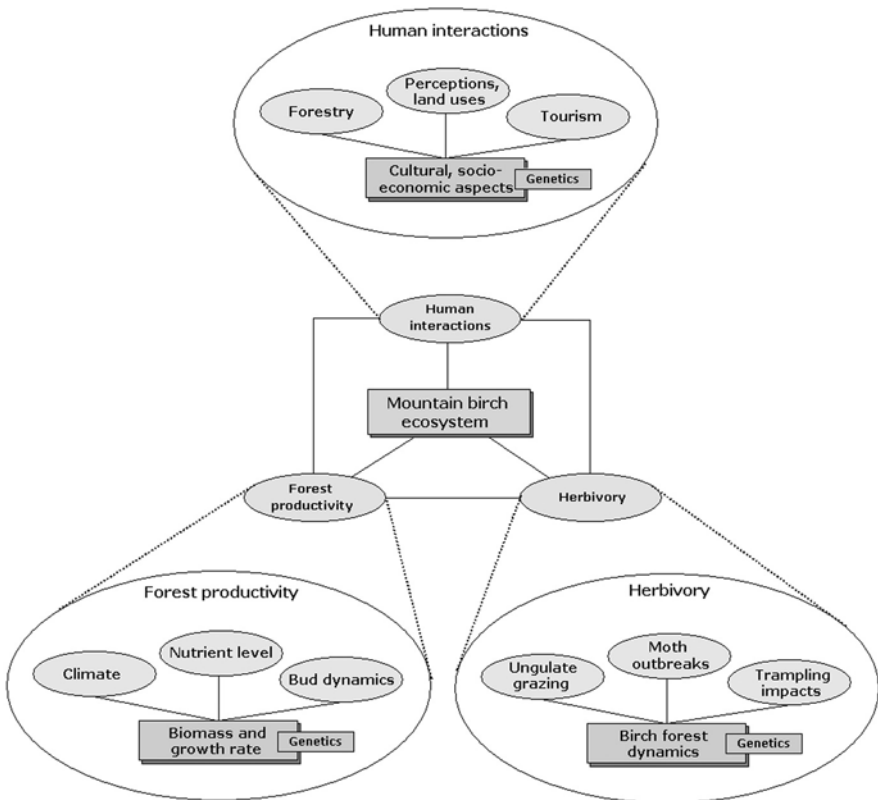 Human interactions
Perceptions,
land uses
Forestry
Tourism
Cultural, socio-
economic aspects
Genetics
Human
interactions
Mountain birch
ecosystem
Forest
productivity
Herbivory
Forest productivity
Nutrient level
Climate
Bud dynamics
Biomass and
growth rate
Genetics
Herbivory
Moth
outbreaks
Ungulate
grazing
Trampling
impacts
Birch forest
dynamics
Genetics